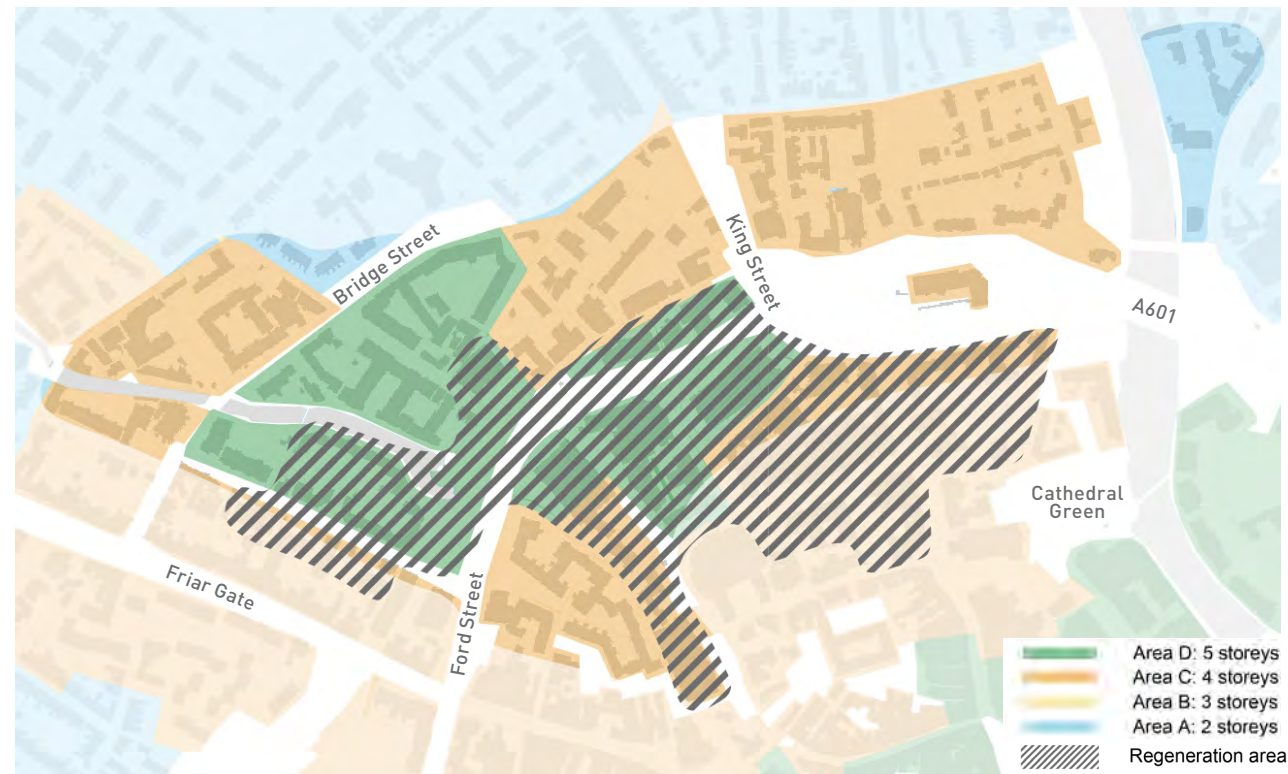 King Street
Bridge Street
A601
Cathedral
Green
Friar Gate
Ford Street
Area D: 5 storeys
Area C: 4 storeys
Area B: 3 storeys
Area A: 2 storeys
Regeneration area